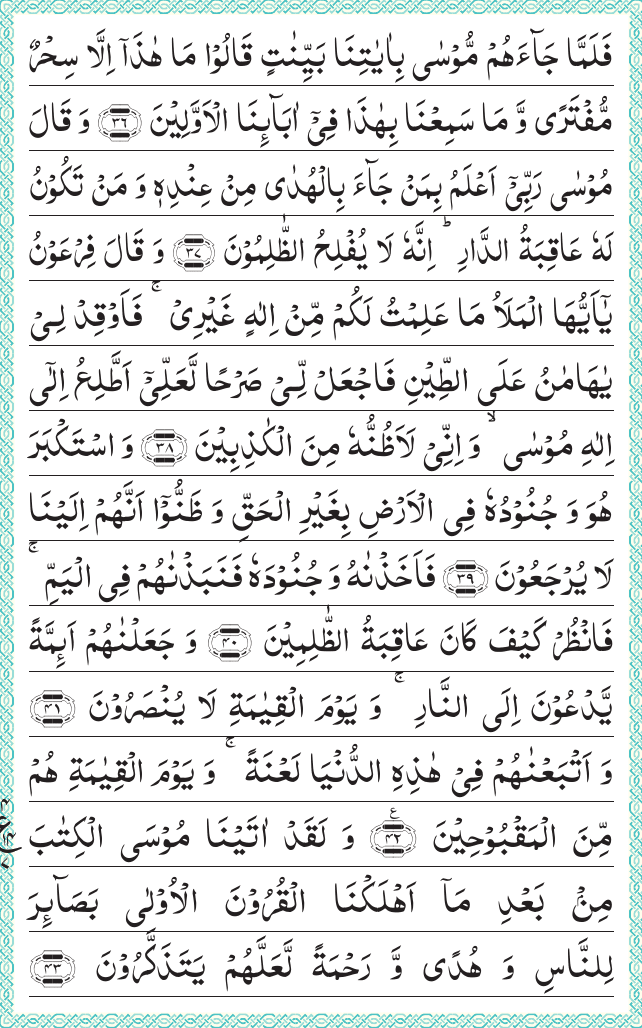 فَلَمَّا جَآءَهُمْ مُّوْسٰى بِاٰيٰتِنَا بَيِّنٰتٍ قَالُوْا مَا هٰذَاۤ اِلَّا سِحْرٌ
مُّفْتَرًى وَّ مَا سَمِعْنَا بِهٰذَا فِيْۤ اٰبَآئِنَا الْاَوَّلِيْنَ ﴿۳۶﴾ وَ قَالَ
مُوْسٰى رَبِّيْۤ اَعْلَمُ بِمَنْ جَآءَ بِالْهُدٰى مِنْ عِنْدِهٖ وَ مَنْ تَكُوْنُ
لَهٗ عَاقِبَةُ الدَّارِ ؕ اِنَّهٗ لَا يُفْلِحُ الظّٰلِمُوْنَ ﴿۳۷﴾ وَ قَالَ فِرْعَوْنُ
يٰۤاَيُّهَا الْمَلَاُ مَا عَلِمْتُ لَكُمْ مِّنْ اِلٰهٍ غَيْرِيْ ۚ فَاَوْقِدْ لِيْ
يٰهَامٰنُ عَلَى الطِّيْنِ فَاجْعَلْ لِّيْ صَرْحًا لَّعَلِّيْۤ اَطَّلِعُ اِلٰۤى
اِلٰهِ مُوْسٰى ۙ وَ اِنِّيْ لَاَظُنُّهٗ مِنَ الْكٰذِبِيْنَ ﴿۳۸﴾ وَ اسْتَكْبَرَ
هُوَ وَ جُنُوْدُهٗ فِي الْاَرْضِ بِغَيْرِ الْحَقِّ وَ ظَنُّوْۤا اَنَّهُمْ اِلَيْنَا
لَا يُرْجَعُوْنَ ﴿۳۹﴾ فَاَخَذْنٰهُ وَ جُنُوْدَهٗ فَنَبَذْنٰهُمْ فِي الْيَمِّ ۚ
فَانْظُرْ كَيْفَ كَانَ عَاقِبَةُ الظّٰلِمِيْنَ ﴿۴۰﴾ وَ جَعَلْنٰهُمْ اَئِمَّةً
يَّدْعُوْنَ اِلَى النَّارِ ۚ وَ يَوْمَ الْقِيٰمَةِ لَا يُنْصَرُوْنَ ﴿۴۱﴾
وَ اَتْبَعْنٰهُمْ فِيْ هٰذِهِ الدُّنْيَا لَعْنَةً ۚ وَ يَوْمَ الْقِيٰمَةِ هُمْ
مِّنَ الْمَقْبُوْحِيْنَ ﴿۴۲﴾ وَ لَقَدْ اٰتَيْنَا مُوْسَى الْكِتٰبَ
مِنْۢ بَعْدِ مَاۤ اَهْلَكْنَا الْقُرُوْنَ الْاُوْلٰى بَصَآئِرَ
لِلنَّاسِ وَ هُدًى وَّ رَحْمَةً لَّعَلَّهُمْ يَتَذَكَّرُوْنَ ﴿۴۳﴾